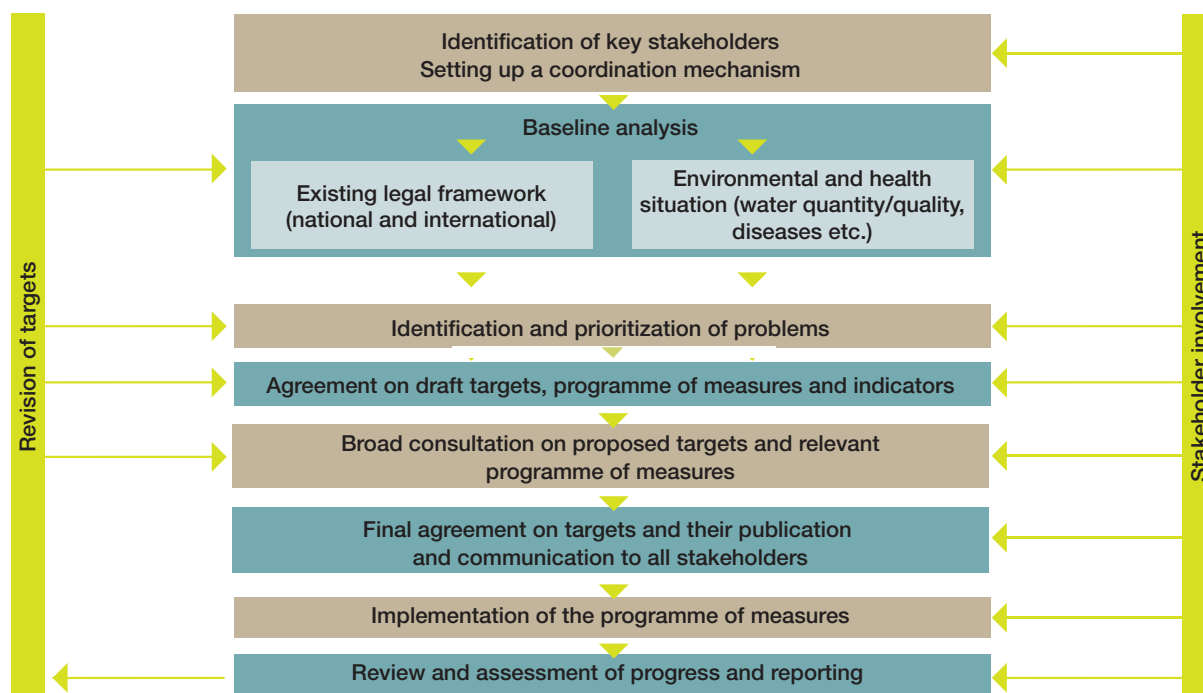 Identification of key stakeholders
Setting up a coordination mechanism
Baseline analysis
Existing legal framework
(national and international)
Environmental and health
situation (water quantity/quality,
diseases etc.)
Identification and prioritization of problems
Agreement on draft targets, programme of measures and indicators
Broad consultation on proposed targets and relevant
programme of measures
Final agreement on targets and their publication
and communication to all stakeholders
Implementation of the programme of measures
Review and assessment of progress and reporting
Revision of targets
Stakeholder involvement